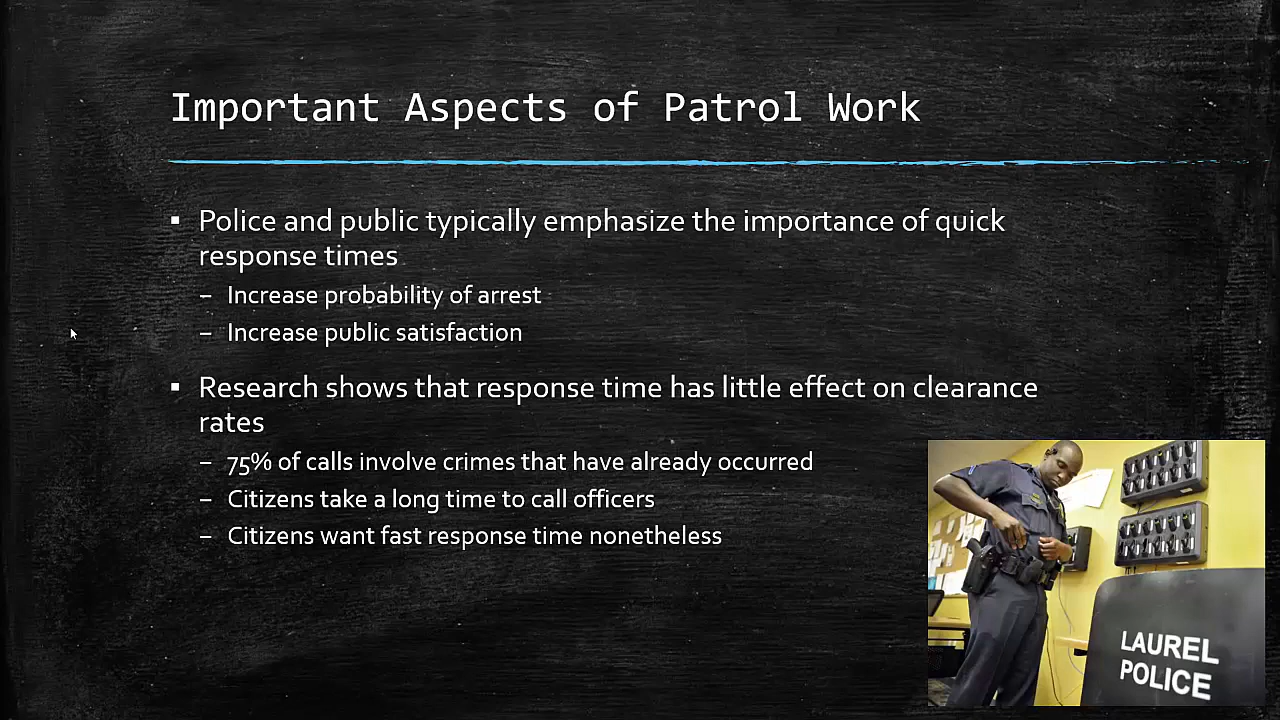 Important Aspects of Patrol Work
▪ Police and public typically emphasize the importance of quick
response times
– Increase probability of arrest
– Increase public satisfaction
▪ Research shows that response time has little effect on clearance
rates
– 75% of calls involve crimes that have already occurred
– Citizens take a long time to call officers
– Citizens want fast response time nonetheless
LAUREL
POLICE